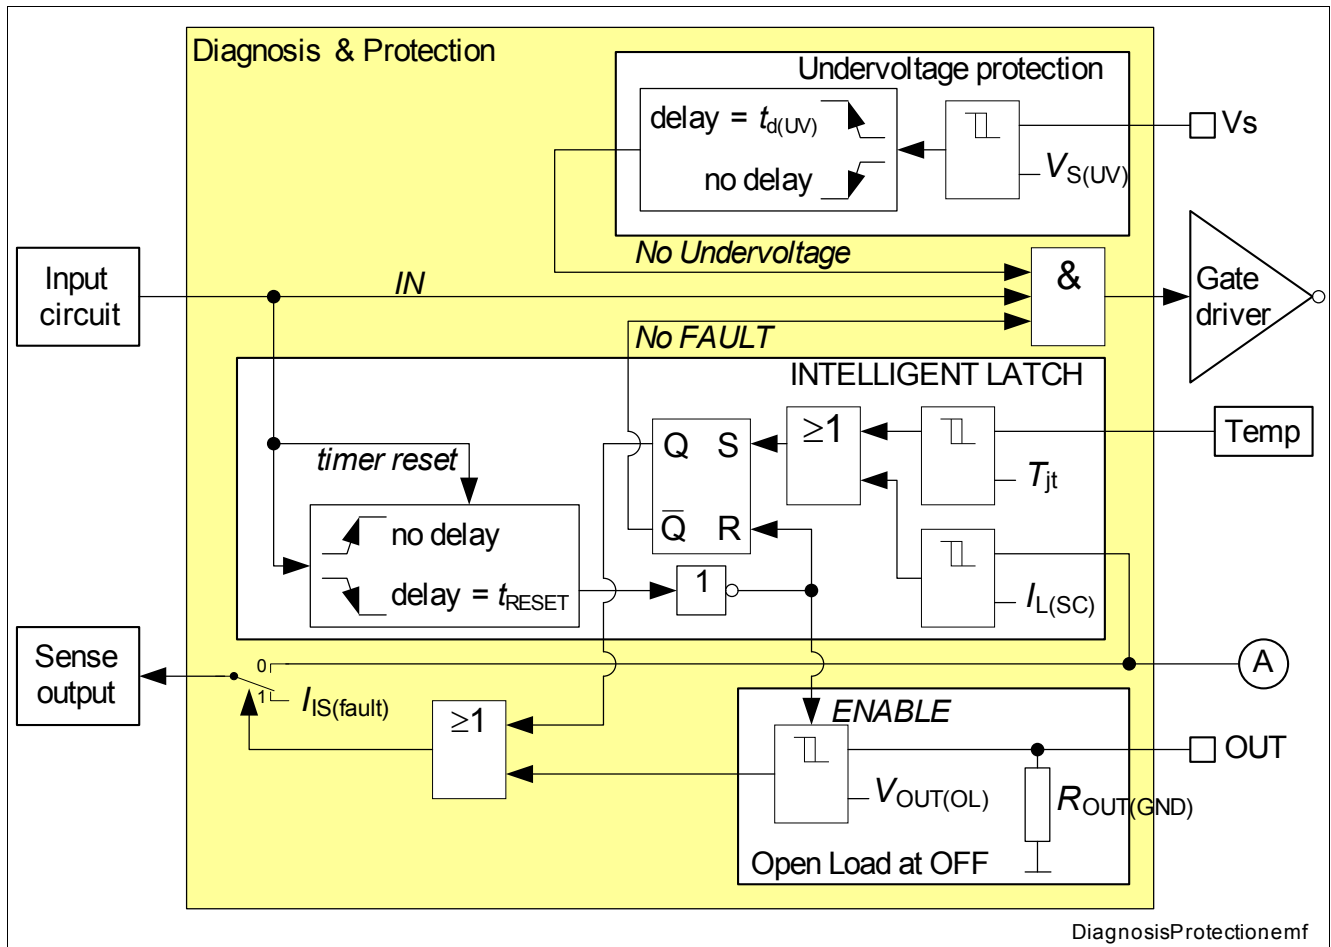 Diagnosis & Protection
Undervoltage protection
delay = td(UV)
no delay
Vs
VS(UV)
No Undervoltage
Input
circuit
IN
&
Gate
driver
No FAULT
INTELLIGENT LATCH
timer reset
Q S
≥1
Temp
Tjt
Q̅ R
no delay
delay = tRESET
1
IL(SC)
Sense
output
0
1
IIS(fault)
A
≥1
ENABLE
OUT
VOUT(OL)
ROUT(GND)
Open Load at OFF
DiagnosisProtectionemf